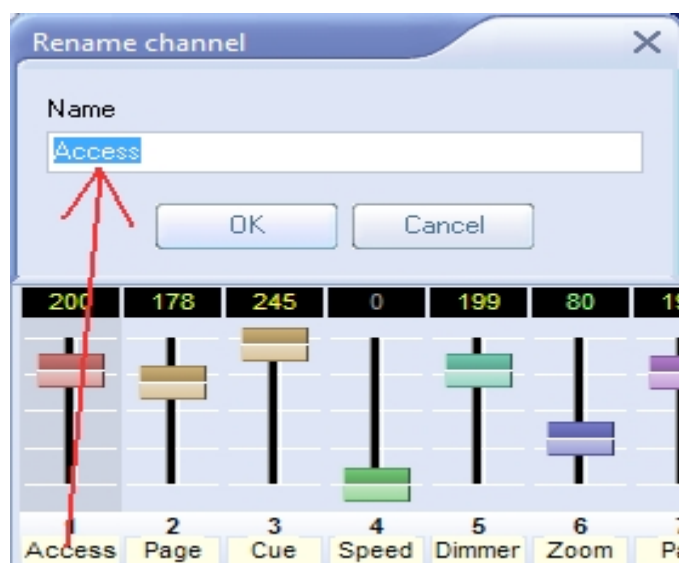 Rename channel
Name
Access
OK Cancel
200 178 245 0 199 80
1 2 3 4 5 6
Access Page Cue Speed Dimmer Zoom